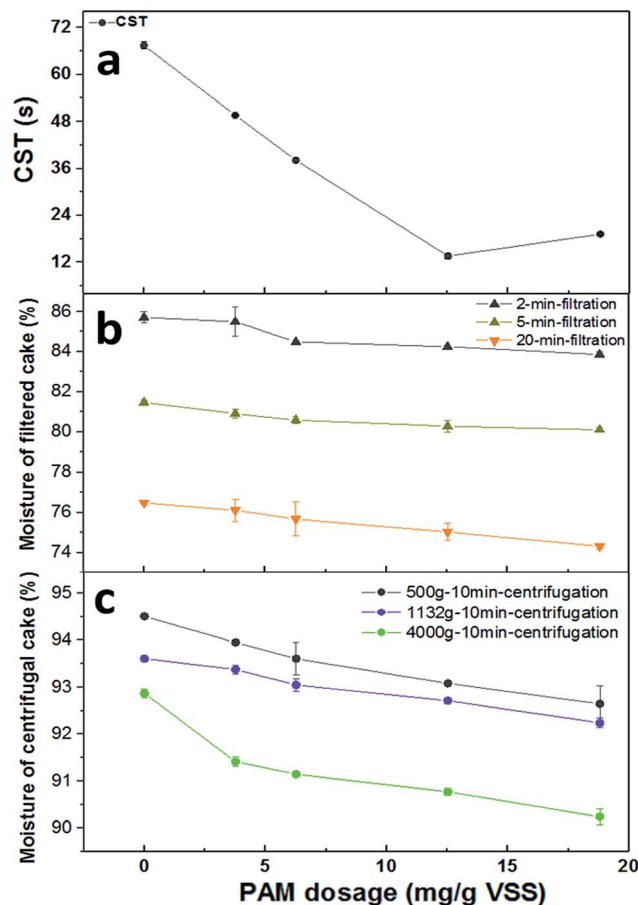 CST
a
72
60
48
36
24
12
CST (s)
b
2-min-filtration
5-min-filtration
20-min-filtration
86
84
82
80
78
76
74
Moisture of filtered cake (%)
c
500g-10min-centrifugation
1132g-10min-centrifugation
4000g-10min-centrifugation
95
94
93
92
91
90
Moisture of centrifugal cake (%)
0 5 10 15 20
PAM dosage (mg/g VSS)